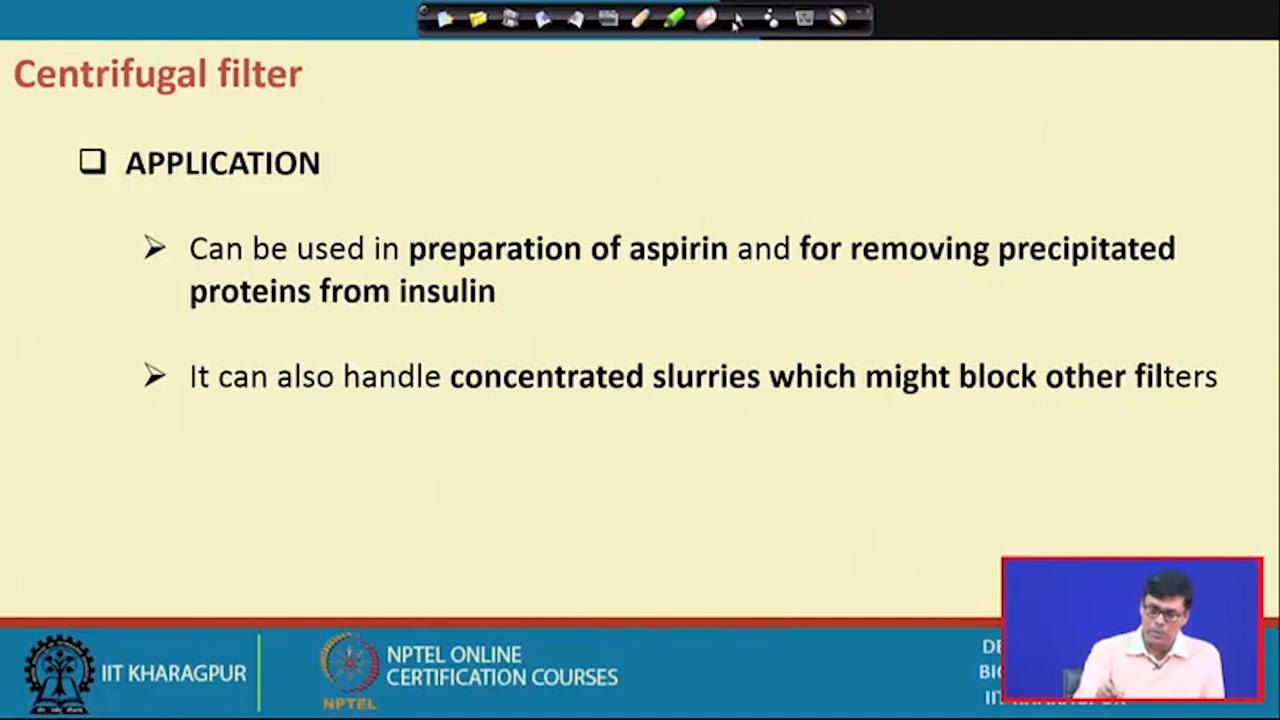 Centrifugal filter
APPLICATION
Can be used in preparation of aspirin and for removing precipitated
proteins from insulin
It can also handle concentrated slurries which might block other filters
IIT KHARAGPUR
NPTEL
NPTEL ONLINE
CERTIFICATION COURSES